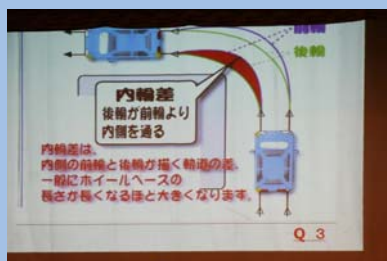 前輪
後輪
内輪差
後輪が前輪より
内側を通る
内輪差は、
内側の前輪と後輪が描く軌道の差。
一般にホイールベースの
長さが長くなるほど大きくなります。
Q 3